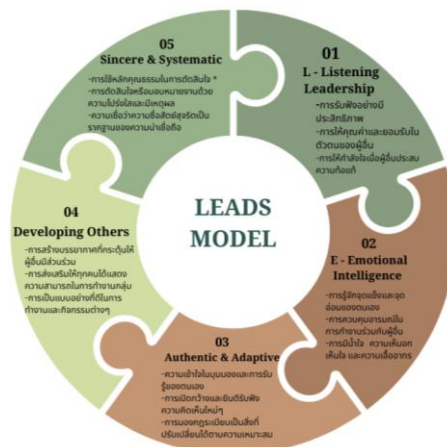 LEADS
MODEL
01
L - Listening
Leadership
-การรับฟังอย่างมี
ประสิทธิภาพ
-การให้คุณค่าและยอมรับใน
ตัวตนของผู้อื่น
-การให้กำลังใจเมื่อผู้อื่นประสบ
ความท้อแท้
02
E - Emotional
Intelligence
-การรู้จักจุดแข็งและจุด
อ่อนของตนเอง
-การควบคุมอารมณ์ใน
การทำงานร่วมกับผู้อื่น
-การมีน้ำใจ ความเห็นอก
เห็นใจ และความเอื้ออาทร
03
Authentic & Adaptive
-ความเข้าใจในมุมมองและการรับ
รู้ของตนเอง
-การเปิดกว้างและยินดีรับฟัง
ความคิดเห็นใหม่ๆ
-การมองกฎระเบียบเป็นสิ่งที่
ปรับเปลี่ยนได้ตามความเหมาะสม
04
Developing Others
-การสร้างบรรยากาศที่กระตุ้นให้
ผู้อื่นมีส่วนร่วม
-การส่งเสริมให้ทุกคนได้แสดง
ความสามารถในการทำงานกลุ่ม
-การเป็นแบบอย่างที่ดีในการ
ทำงานและกิจกรรมต่างๆ
05
Sincere & Systematic
-การใช้หลักคุณธรรมในการตัดสินใจ *
-การตัดสินใจหรือมอบหมายงานด้วย
ความโปร่งใสและมีเหตุผล
-ความเชื่อว่าความซื่อสัตย์สุจริตเป็น
รากฐานของความน่าเชื่อถือ